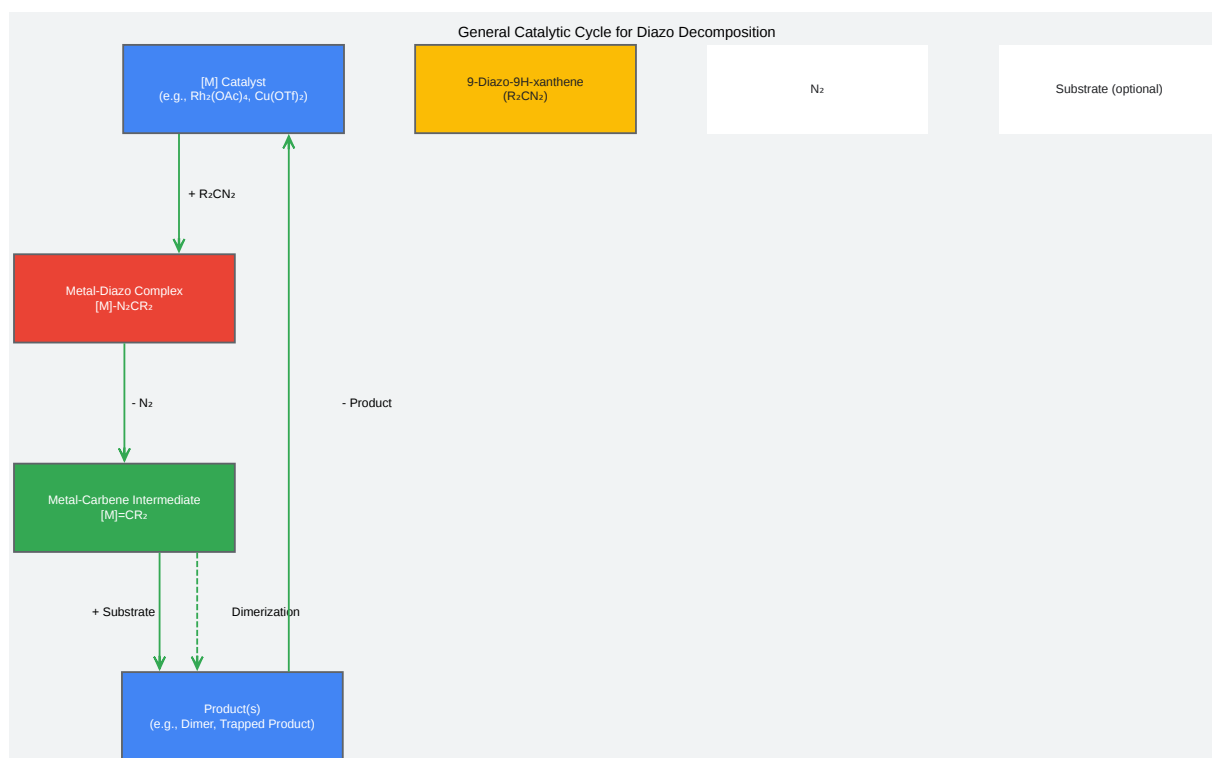 General Catalytic Cycle for Diazo Decomposition
[M] Catalyst
(e.g., Rh₂(OAc)₄, Cu(OTf)₂)
9-Diazo-9H-xanthene
(R₂CN₂)
N₂
Substrate (optional)
+ R₂CN₂
Metal-Diazo Complex
[M]-N₂CR₂
- N₂
- Product
Metal-Carbene Intermediate
[M]=CR₂
+ Substrate
Dimerization
Product(s)
(e.g., Dimer, Trapped Product)